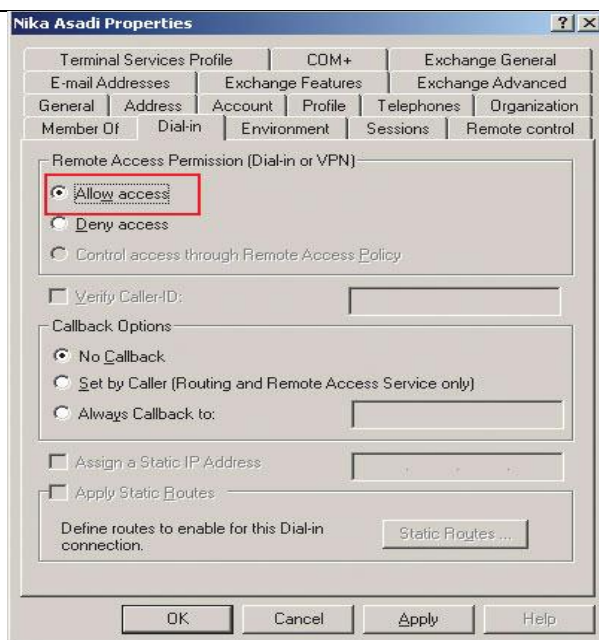 Nika Asadi Properties
Terminal Services Profile COM+ Exchange General
E-mail Addresses Exchange Features Exchange Advanced
General Address Account Profile Telephones Organization
Member Of Dial-in Environment Sessions Remote control
Remote Access Permission (Dial-in or VPN)
Allow access
Deny access
Control access through Remote Access Policy
Verify Caller-ID:
Callback Options
No Callback
Set by Caller (Routing and Remote Access Service only)
Always Callback to:
Assign a Static IP Address
Apply Static Routes
Define routes to enable for this Dial-in
connection.
Static Routes ...
OK Cancel Apply Help